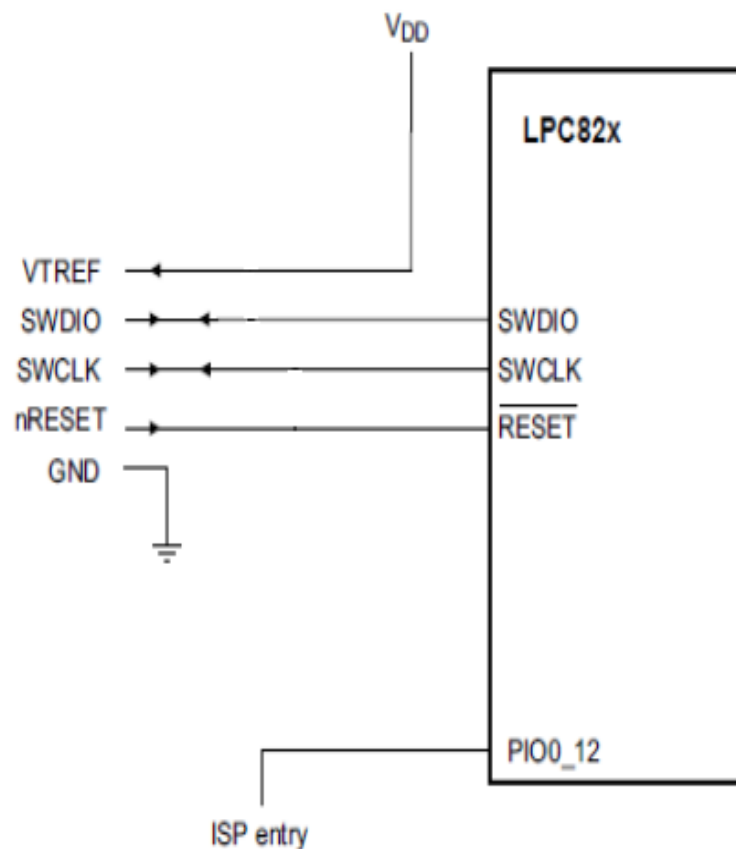 VDD
LPC82x
VTREF
SWDIO
SWDIO
SWCLK
SWCLK
nRESET
RESET
GND
PIO0_12
ISP entry